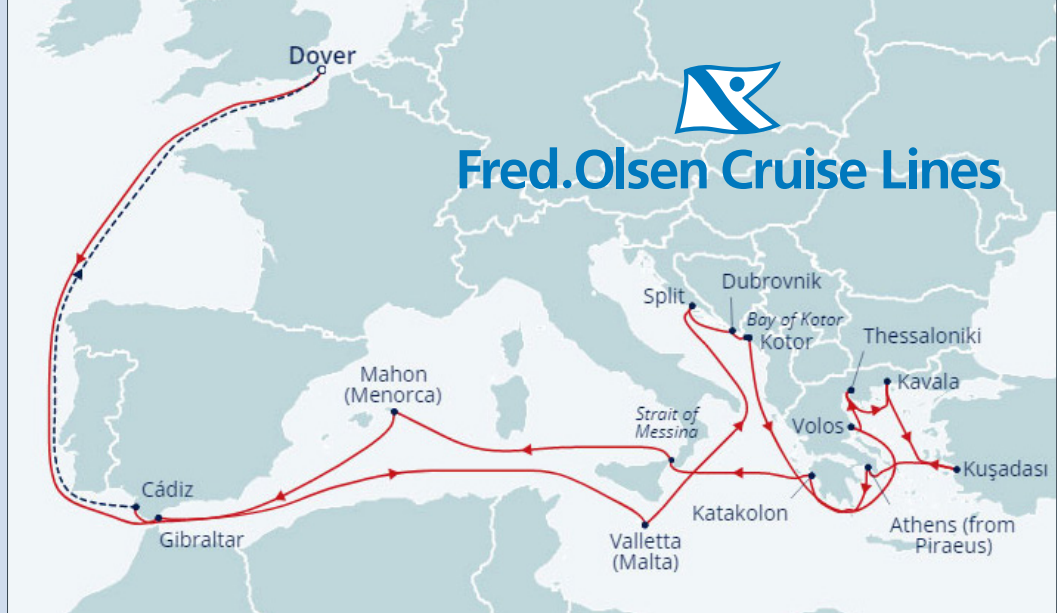 Dover
Fred.Olsen Cruise Lines
Dubrovnik
Split
Bay of Kotor
Kotor
Thessaloniki
Mahon
(Menorca)
Kavala
Strait of
Messina
Volos
Kuşadası
Cádiz
Katakolon
Athens (from
Piraeus)
Gibraltar
Valletta
(Malta)